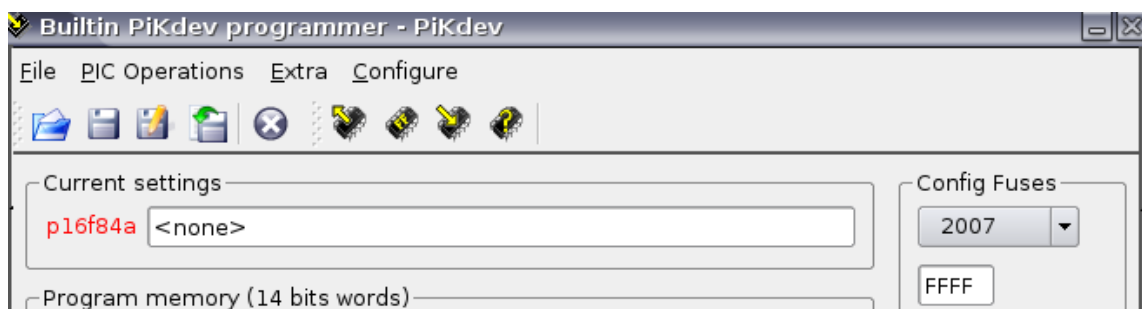 Builtin PiKdev programmer - PiKdev
File PIC Operations Extra Configure
Current settings
p16f84a <none>
Config Fuses
2007
FFFF
Program memory (14 bits words)